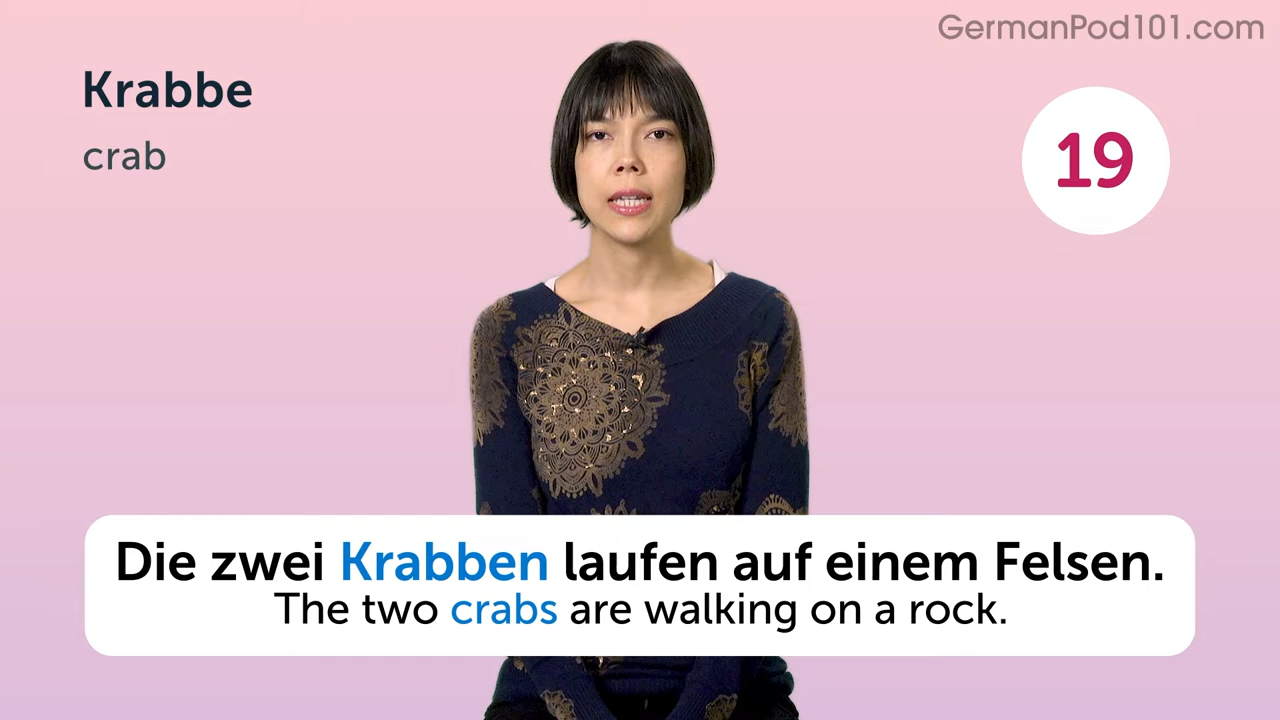 GermanPod101.com
Krabbe
crab
19
Die zwei Krabben laufen auf einem Felsen.
The two crabs are walking on a rock.